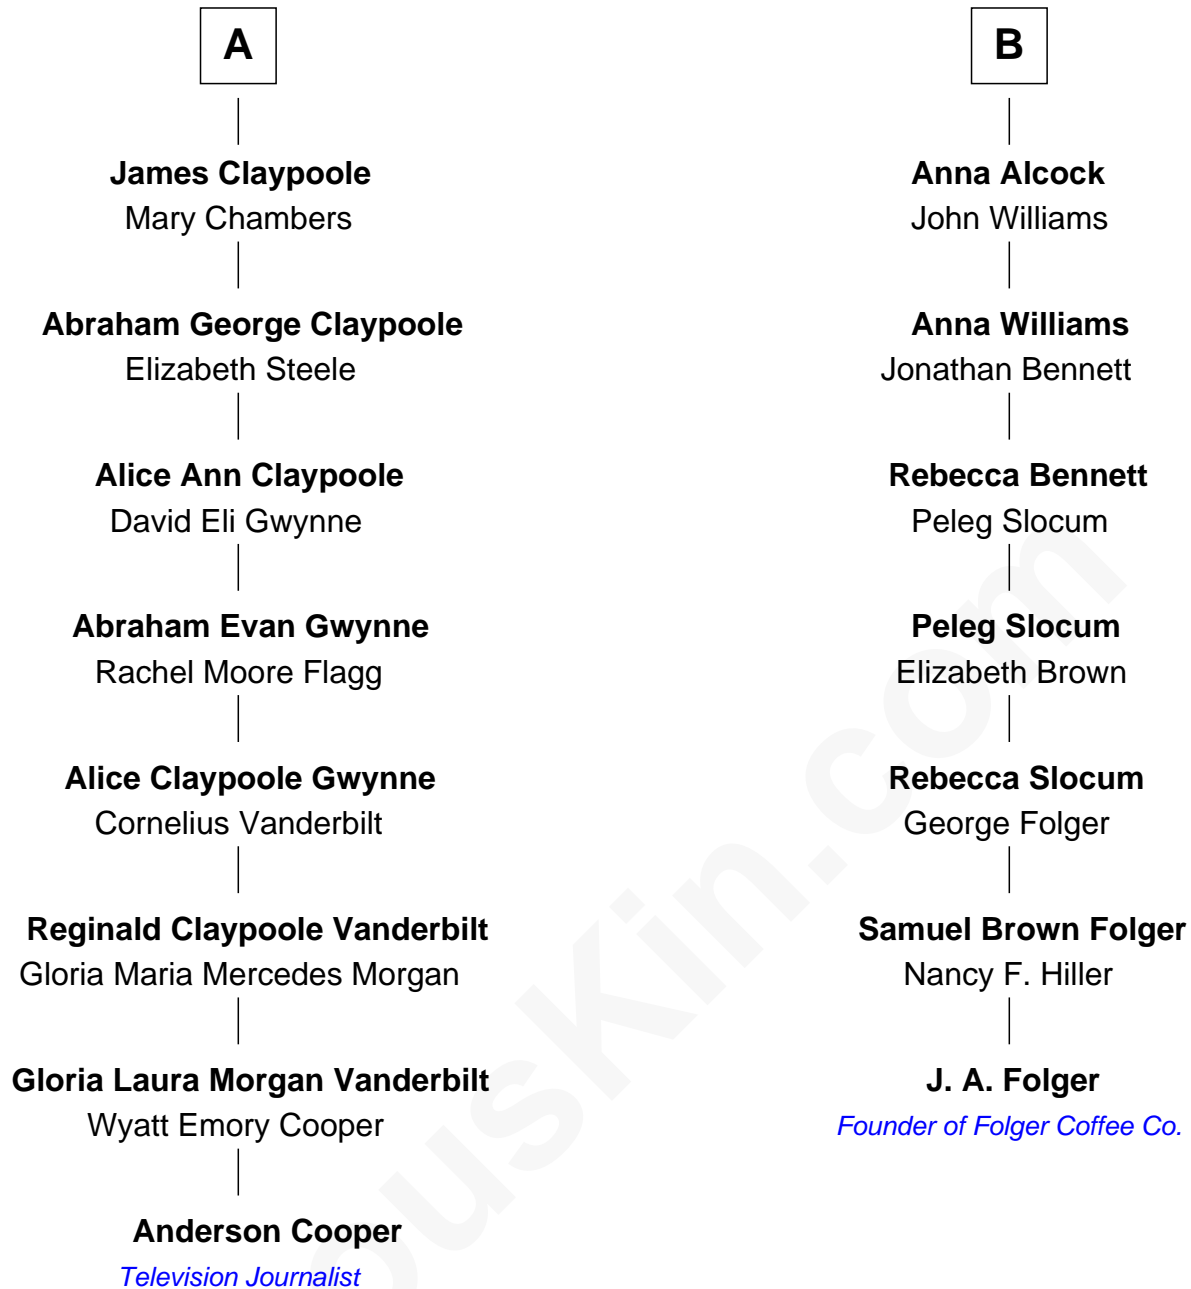 A
James Claypoole
Mary Chambers
Abraham George Claypoole
Elizabeth Steele
Alice Ann Claypoole
David Eli Gwynne
Abraham Evan Gwynne
Rachel Moore Flagg
Alice Claypoole Gwynne
Cornelius Vanderbilt
Reginald Claypoole Vanderbilt
Gloria Maria Mercedes Morgan
Gloria Laura Morgan Vanderbilt
Wyatt Emory Cooper
Anderson Cooper
Television Journalist
B
Anna Alcock
John Williams
Anna Williams
Jonathan Bennett
Rebecca Bennett
Peleg Slocum
Peleg Slocum
Elizabeth Brown
Rebecca Slocum
George Folger
Samuel Brown Folger
Nancy F. Hiller
J. A. Folger
Founder of Folger Coffee Co.
ousKin.com